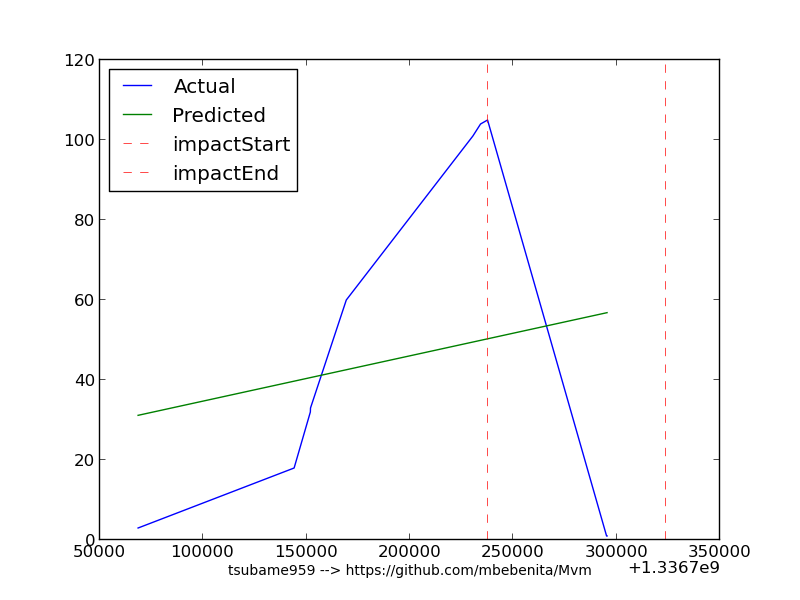 120
100
80
60
40
20
0
Actual
Predicted
impactStart
impactEnd
50000 100000 150000 200000 250000 300000 350000
+1.3367e9
tsubame959 --> https://github.com/mbebenita/Mvm